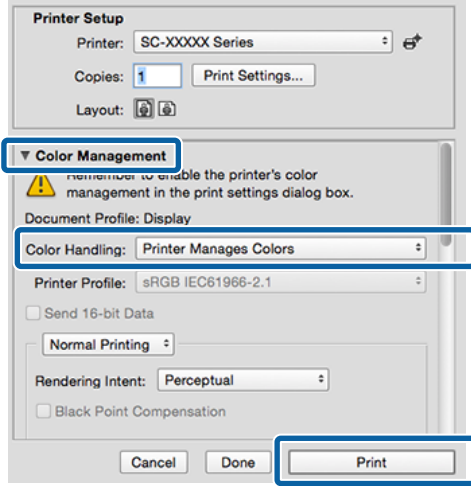 Printer Setup
Printer: SC-XXXXX Series
Copies: 1 Print Settings...
Layout:
Color Management
Remember to enable the printer's color
management in the print settings dialog box.
Document Profile: Display
Color Handling: Printer Manages Colors
Printer Profile: sRGB IEC61966-2.1
Send 16-bit Data
Normal Printing
Rendering Intent: Perceptual
Black Point Compensation
Cancel Done Print